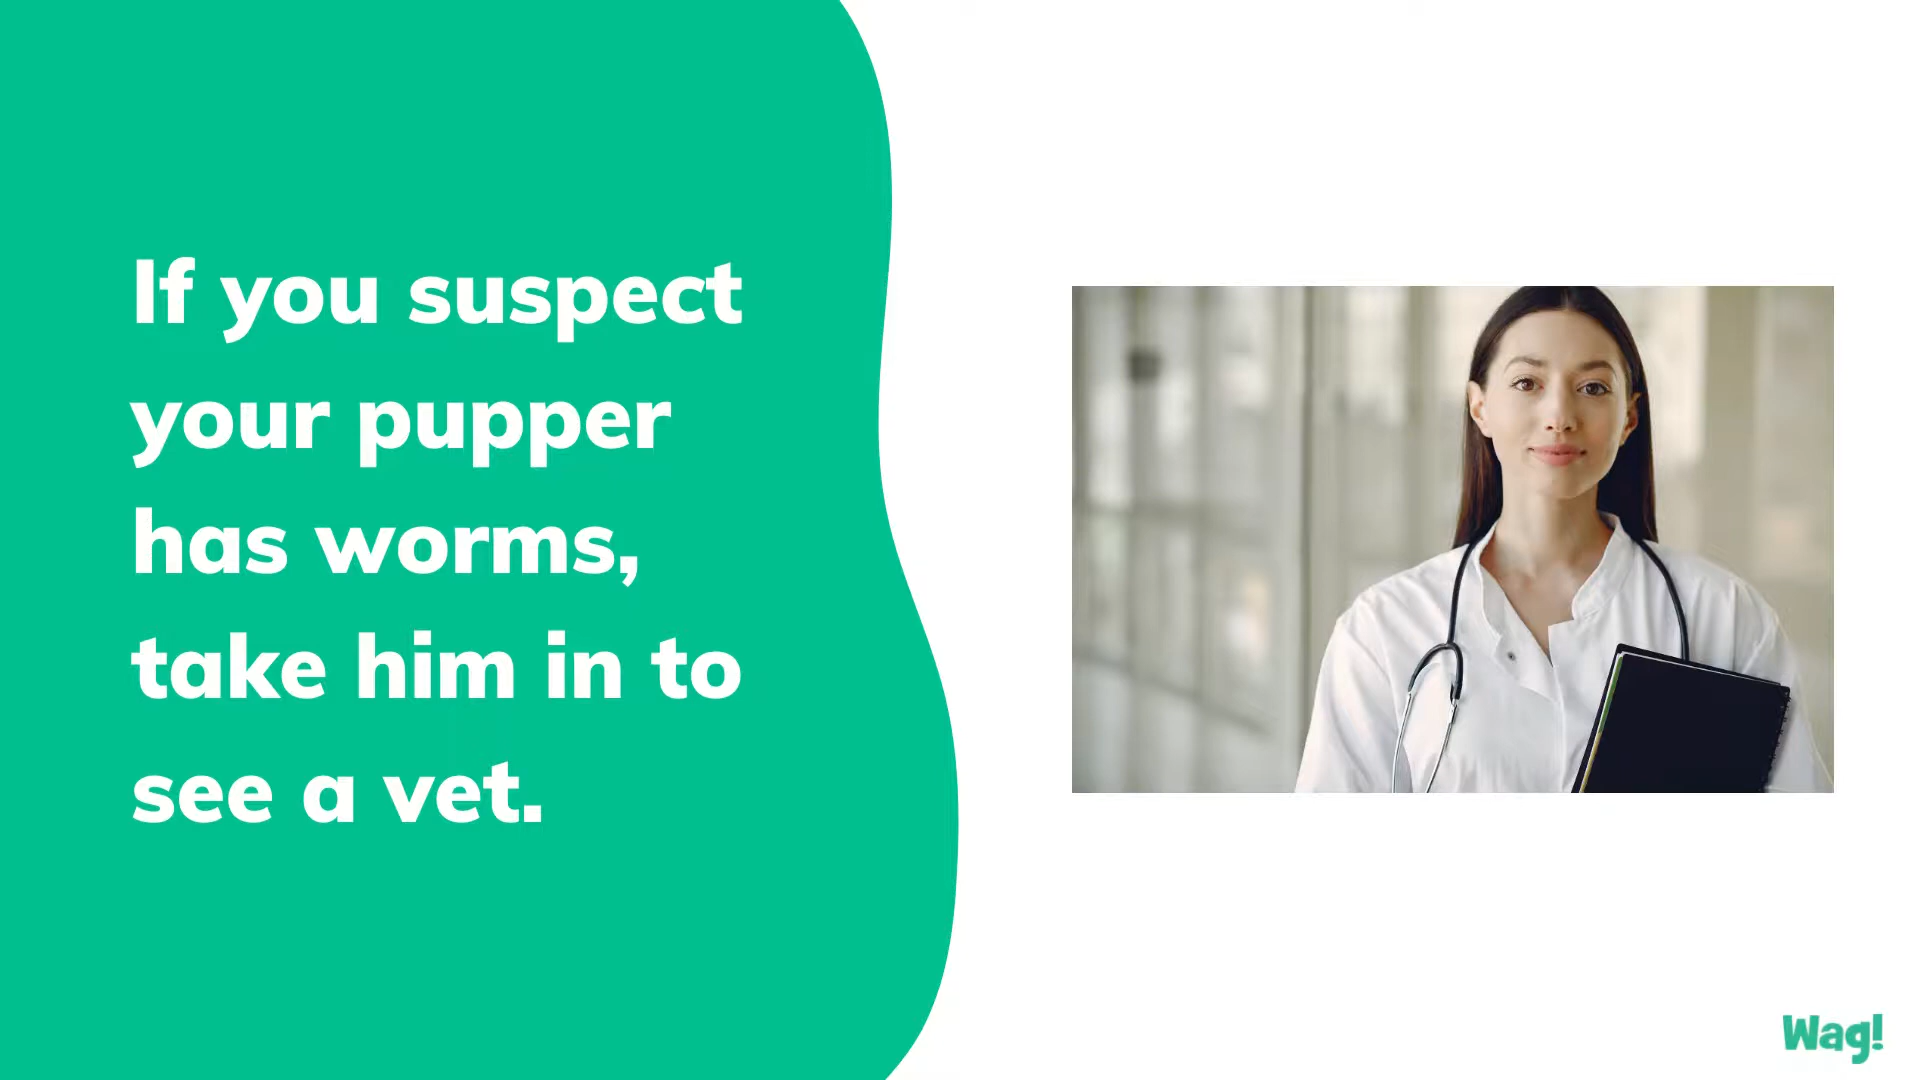 If you suspect
your pupper
has worms,
take him in to
see a vet.
Wag!